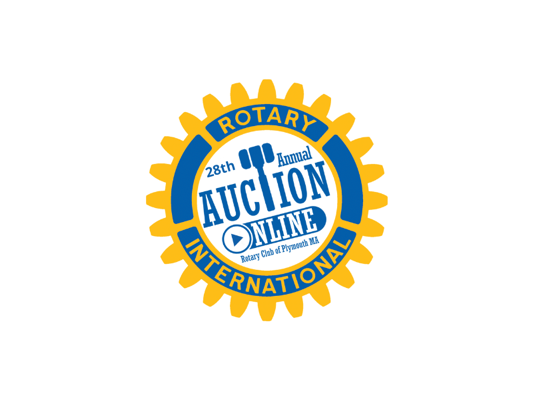 ROTARY
28th Annual
AUCTION
ONLINE
Rotary Club of Plymouth MA
INTERNATIONAL